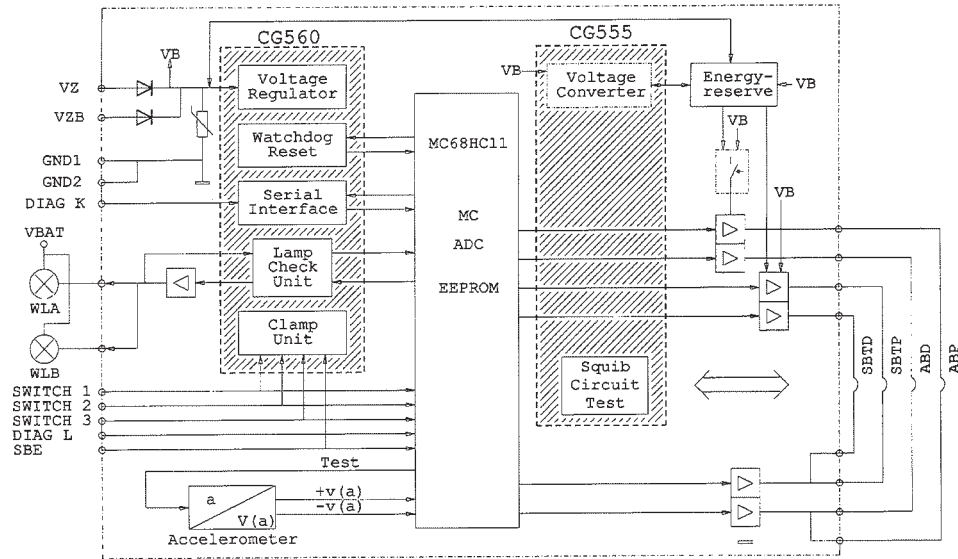 CG560
CG555
VB
VZ
VZB
GND1
GND2
DIAG K
VBAT
WLA
WLB
SWITCH 1
SWITCH 2
SWITCH 3
DIAG L
SBE
Voltage
Regulator
Watchdog
Reset
Serial
Interface
Lamp
Check
Unit
Clamp
Unit
MC68HC11
MC
ADC
EEPROM
VB
Voltage
Converter
Energy-
reserve
VB
VB
VB
Squib
Circuit
Test
SBTD
SBTP
ABD
ABP
Test
a
V(a)
+v(a)
-v(a)
Accelerometer